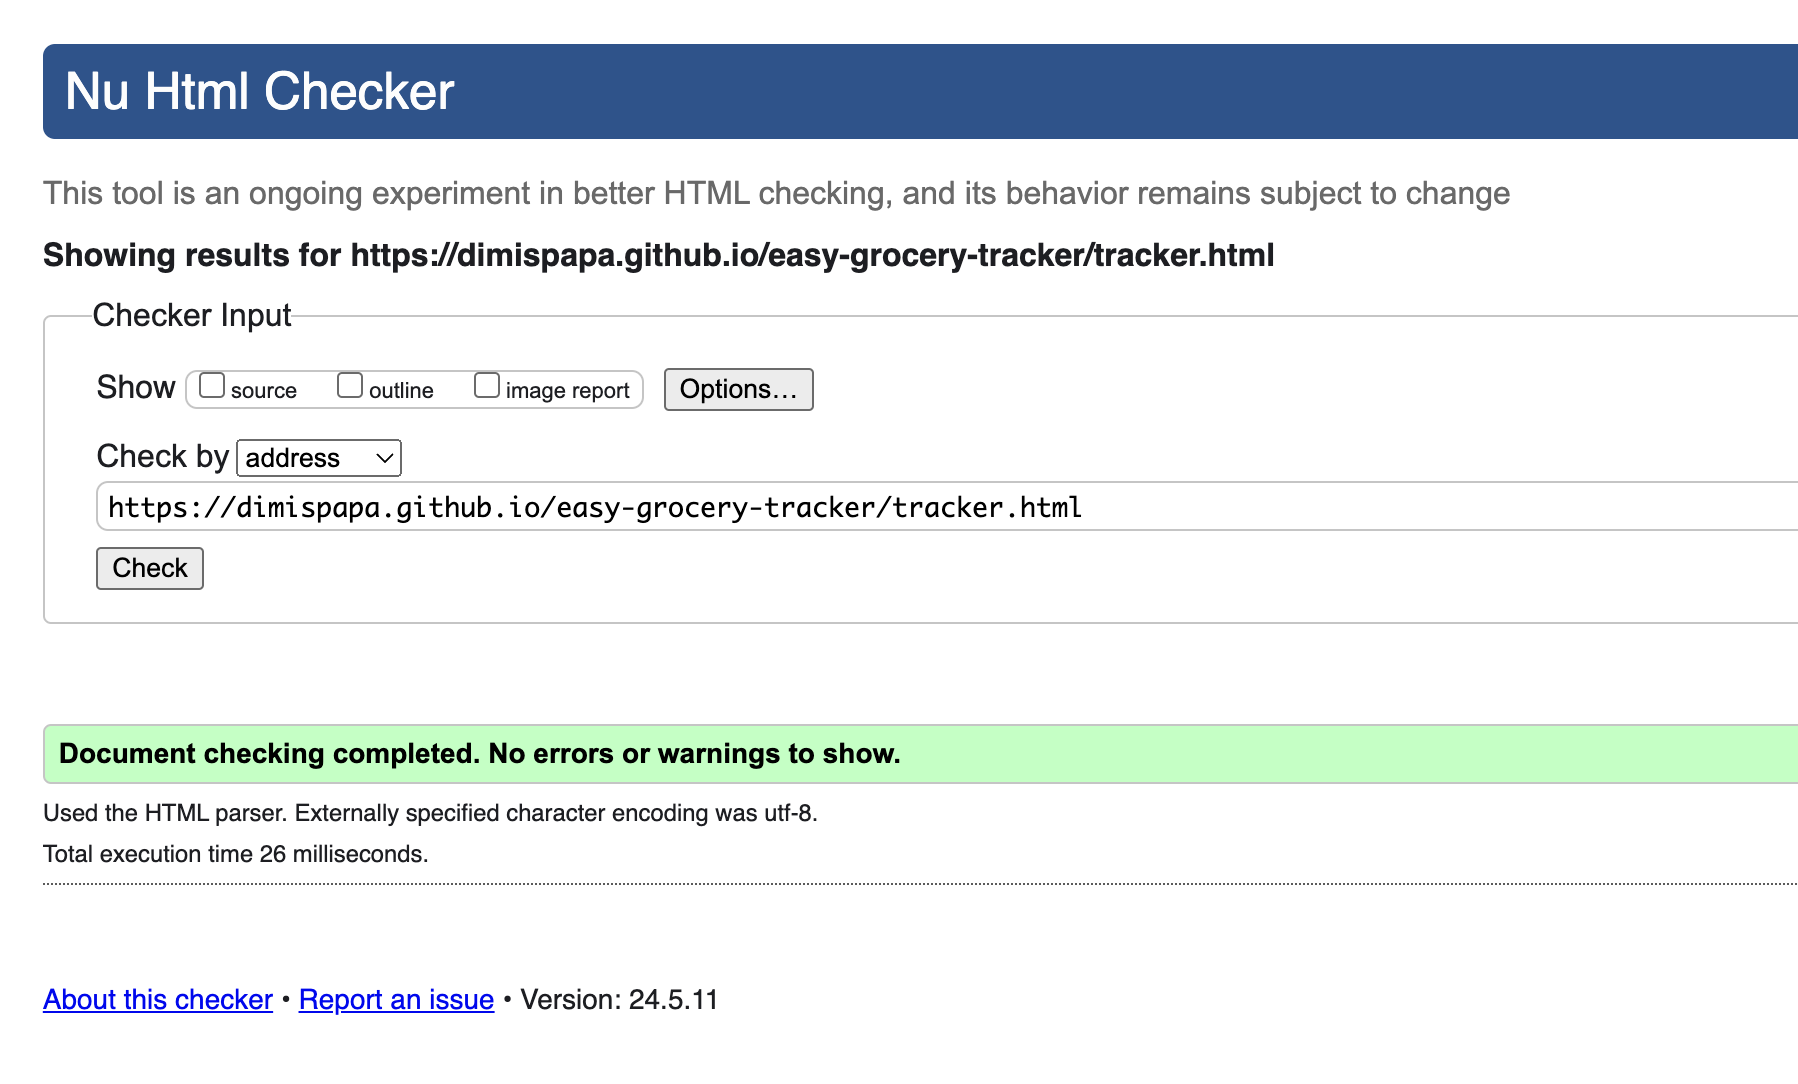 Nu Html Checker
This tool is an ongoing experiment in better HTML checking, and its behavior remains subject to change
Showing results for https://dimispapa.github.io/easy-grocery-tracker/tracker.html
Checker Input
Show source outline image report Options...
Check by address
https://dimispapa.github.io/easy-grocery-tracker/tracker.html
Check
Document checking completed. No errors or warnings to show.
Used the HTML parser. Externally specified character encoding was utf-8.
Total execution time 26 milliseconds.
About this checker • Report an issue • Version: 24.5.11